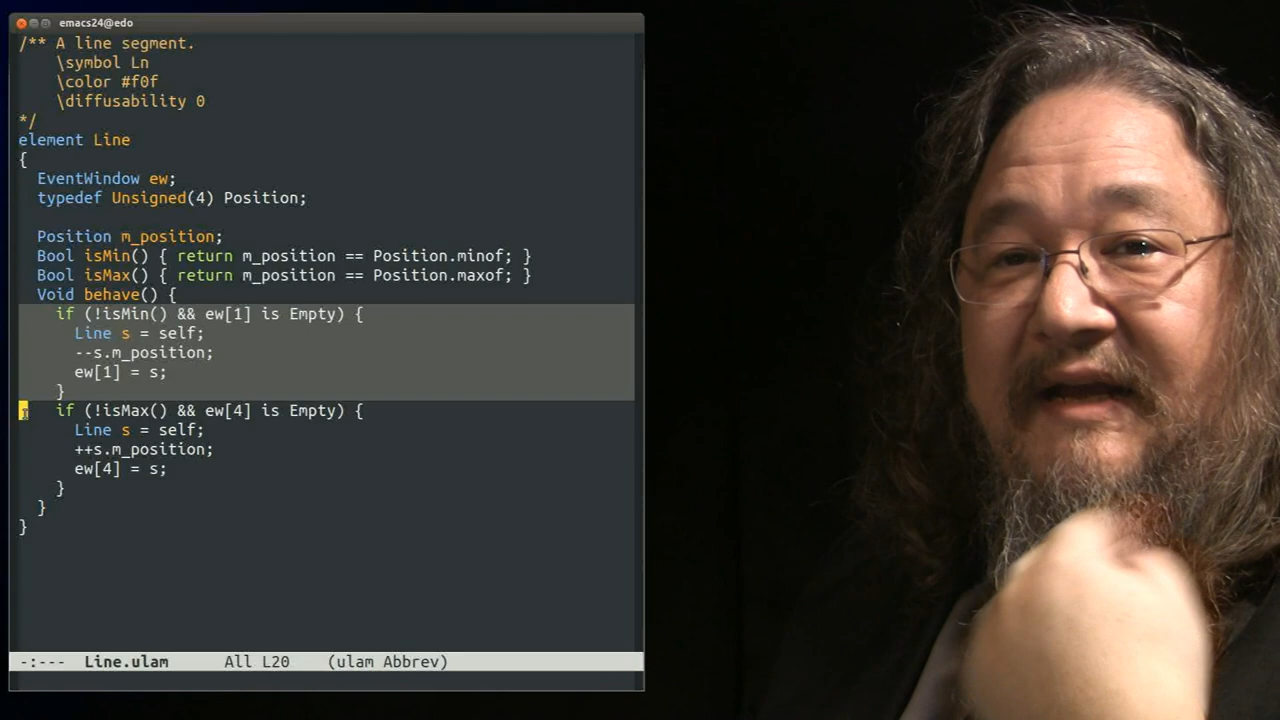 emacs24@edo
/** A line segment.
    \symbol Ln
    \color #f0f
    \diffusability 0
*/
element Line
{
  EventWindow ew;
  typedef Unsigned(4) Position;

  Position m_position;
  Bool isMin() { return m_position == Position.minof; }
  Bool isMax() { return m_position == Position.maxof; }
  Void behave() {
    if (!isMin() && ew[1] is Empty) {
      Line s = self;
      --s.m_position;
      ew[1] = s;
    }
    if (!isMax() && ew[4] is Empty) {
      Line s = self;
      ++s.m_position;
      ew[4] = s;
    }
  }
}
-:--- Line.ulam All L20 (ulam Abbrev)